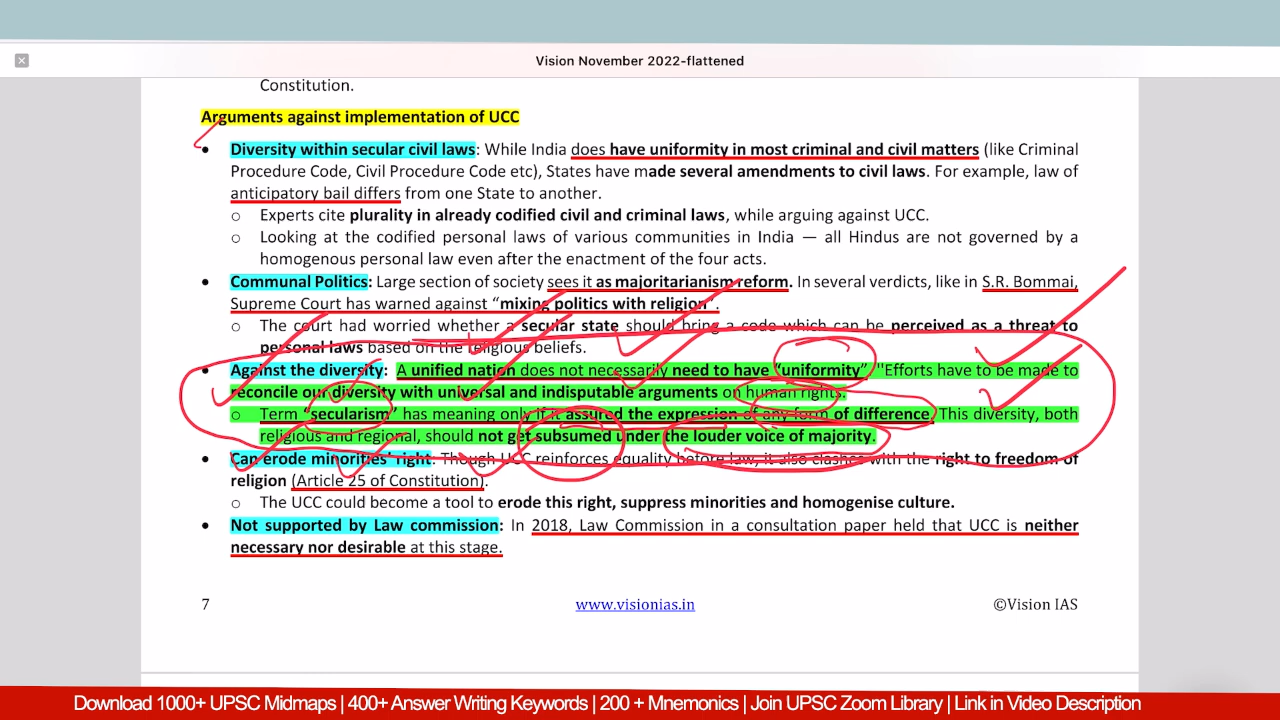 Vision November 2022-flattened
Constitution.
Arguments against implementation of UCC
• Diversity within secular civil laws: While India does have uniformity in most criminal and civil matters (like Criminal
Procedure Code, Civil Procedure Code etc), States have made several amendments to civil laws. For example, law of
anticipatory bail differs from one State to another.
o Experts cite plurality in already codified civil and criminal laws, while arguing against UCC.
o Looking at the codified personal laws of various communities in India — all Hindus are not governed by a
homogenous personal law even after the enactment of the four acts.
• Communal Politics: Large section of society sees it as majoritarianism reform. In several verdicts, like in S.R. Bommai,
Supreme Court has warned against “mixing politics with religion”.
o The court had worried whether a secular state should bring a code which can be perceived as a threat to
personal laws based on the religious beliefs.
• Against the diversity: A unified nation does not necessarily need to have “uniformity”. "Efforts have to be made to
reconcile our diversity with universal and indisputable arguments on human rights.
o Term “secularism” has meaning only if it assured the expression of any form of difference. This diversity, both
religious and regional, should not get subsumed under the louder voice of majority.
• Can erode minorities’ right: Though UCC reinforces equality before law, it also clashes with the right to freedom of
religion (Article 25 of Constitution).
o The UCC could become a tool to erode this right, suppress minorities and homogenise culture.
• Not supported by Law commission: In 2018, Law Commission in a consultation paper held that UCC is neither
necessary nor desirable at this stage.
7 www.visionias.in ©Vision IAS
Download 1000+ UPSC Midmaps | 400+ Answer Writing Keywords | 200 + Mnemonics | Join UPSC Zoom Library | Link in Video Description